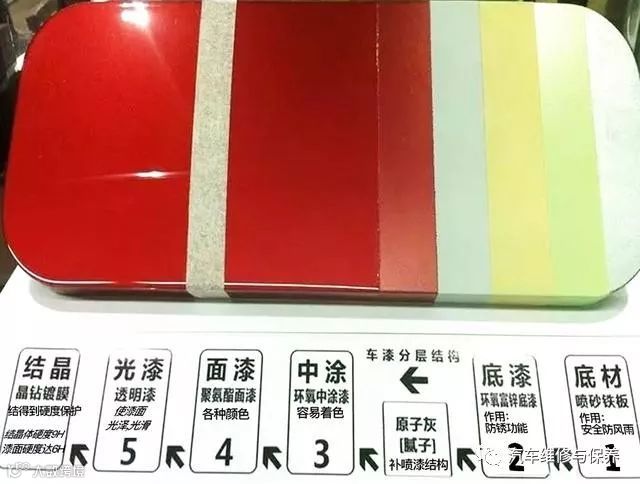 车漆分层结构
结晶
晶钻镀膜
结得到硬度保护
结晶体硬度9H
漆面硬度达6H
光漆
透明漆
使漆面
光泽,光滑
5
面漆
聚氨酯面漆
各种颜色
4
中涂
环氧中涂漆
容易着色
3
原子灰
[腻子]
补喷漆结构
底漆
环氧富锌底漆
作用:
防锈功能
2
底材
喷砂铁板
作用:
安全防风雨
1
汽车维修与保养
大数跨境